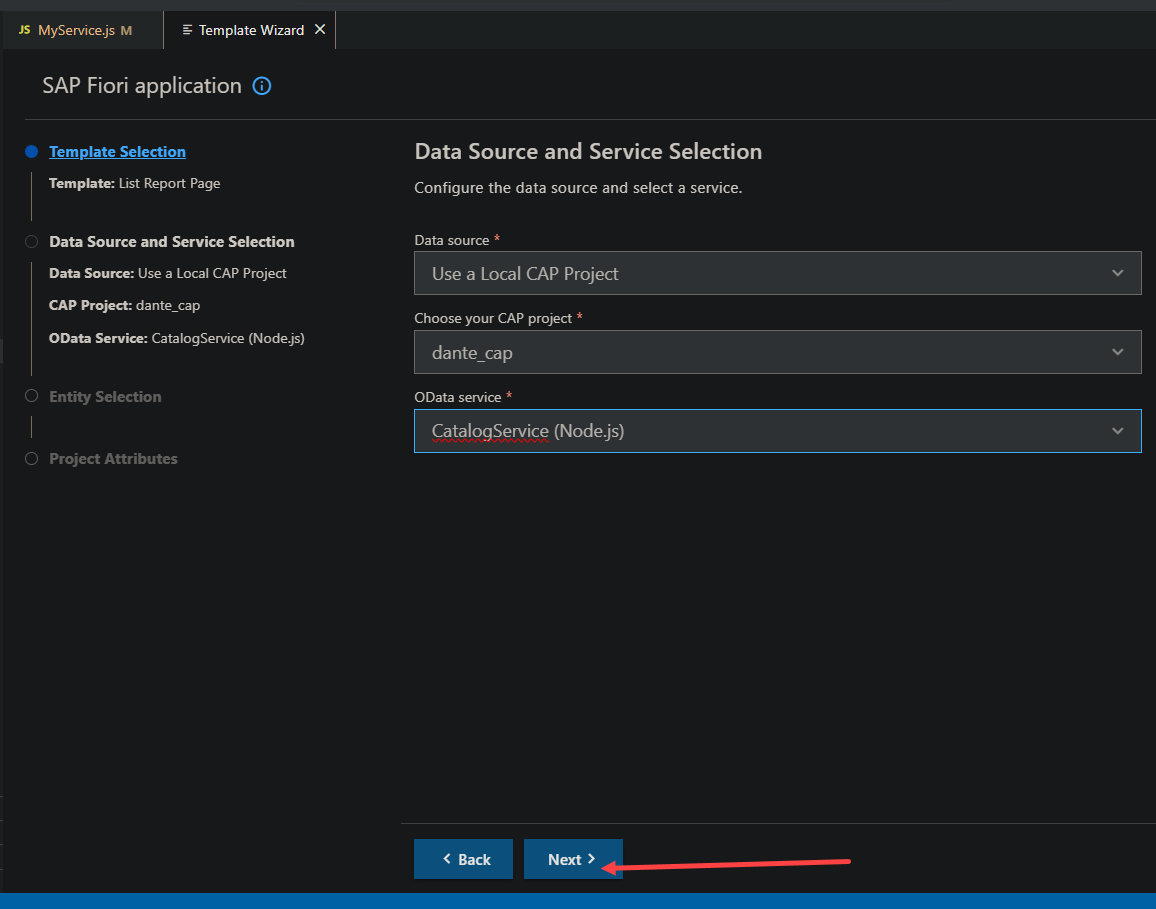 JS MyService.js M
Template Wizard
SAP Fiori application
Template Selection
Template: List Report Page
Data Source and Service Selection
Data Source: Use a Local CAP Project
CAP Project: dante_cap
OData Service: CatalogService (Node.js)
Entity Selection
Project Attributes
Data Source and Service Selection
Configure the data source and select a service.
Data source *
Use a Local CAP Project
Choose your CAP project *
dante_cap
OData service *
CatalogService (Node.js)
Back
Next